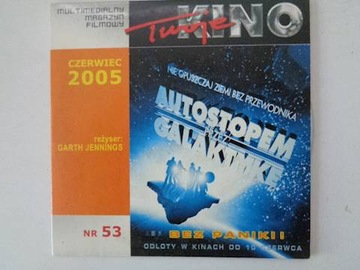 MULTIMEDIALNY
MAGAZYN
FILMOWY
Twoje KINO
CZERWIEC
2005
reżyser:
GARTH JENNINGS
NR 53
NIE OPUSZCZAJ ZIEMI BEZ PRZEWODNIKA
AUTOSTOPEM
PRZEZ
GALAKTYKĘ
BEZ PANIKI!
ODLOTY W KINACH OD 10 CZERWCA